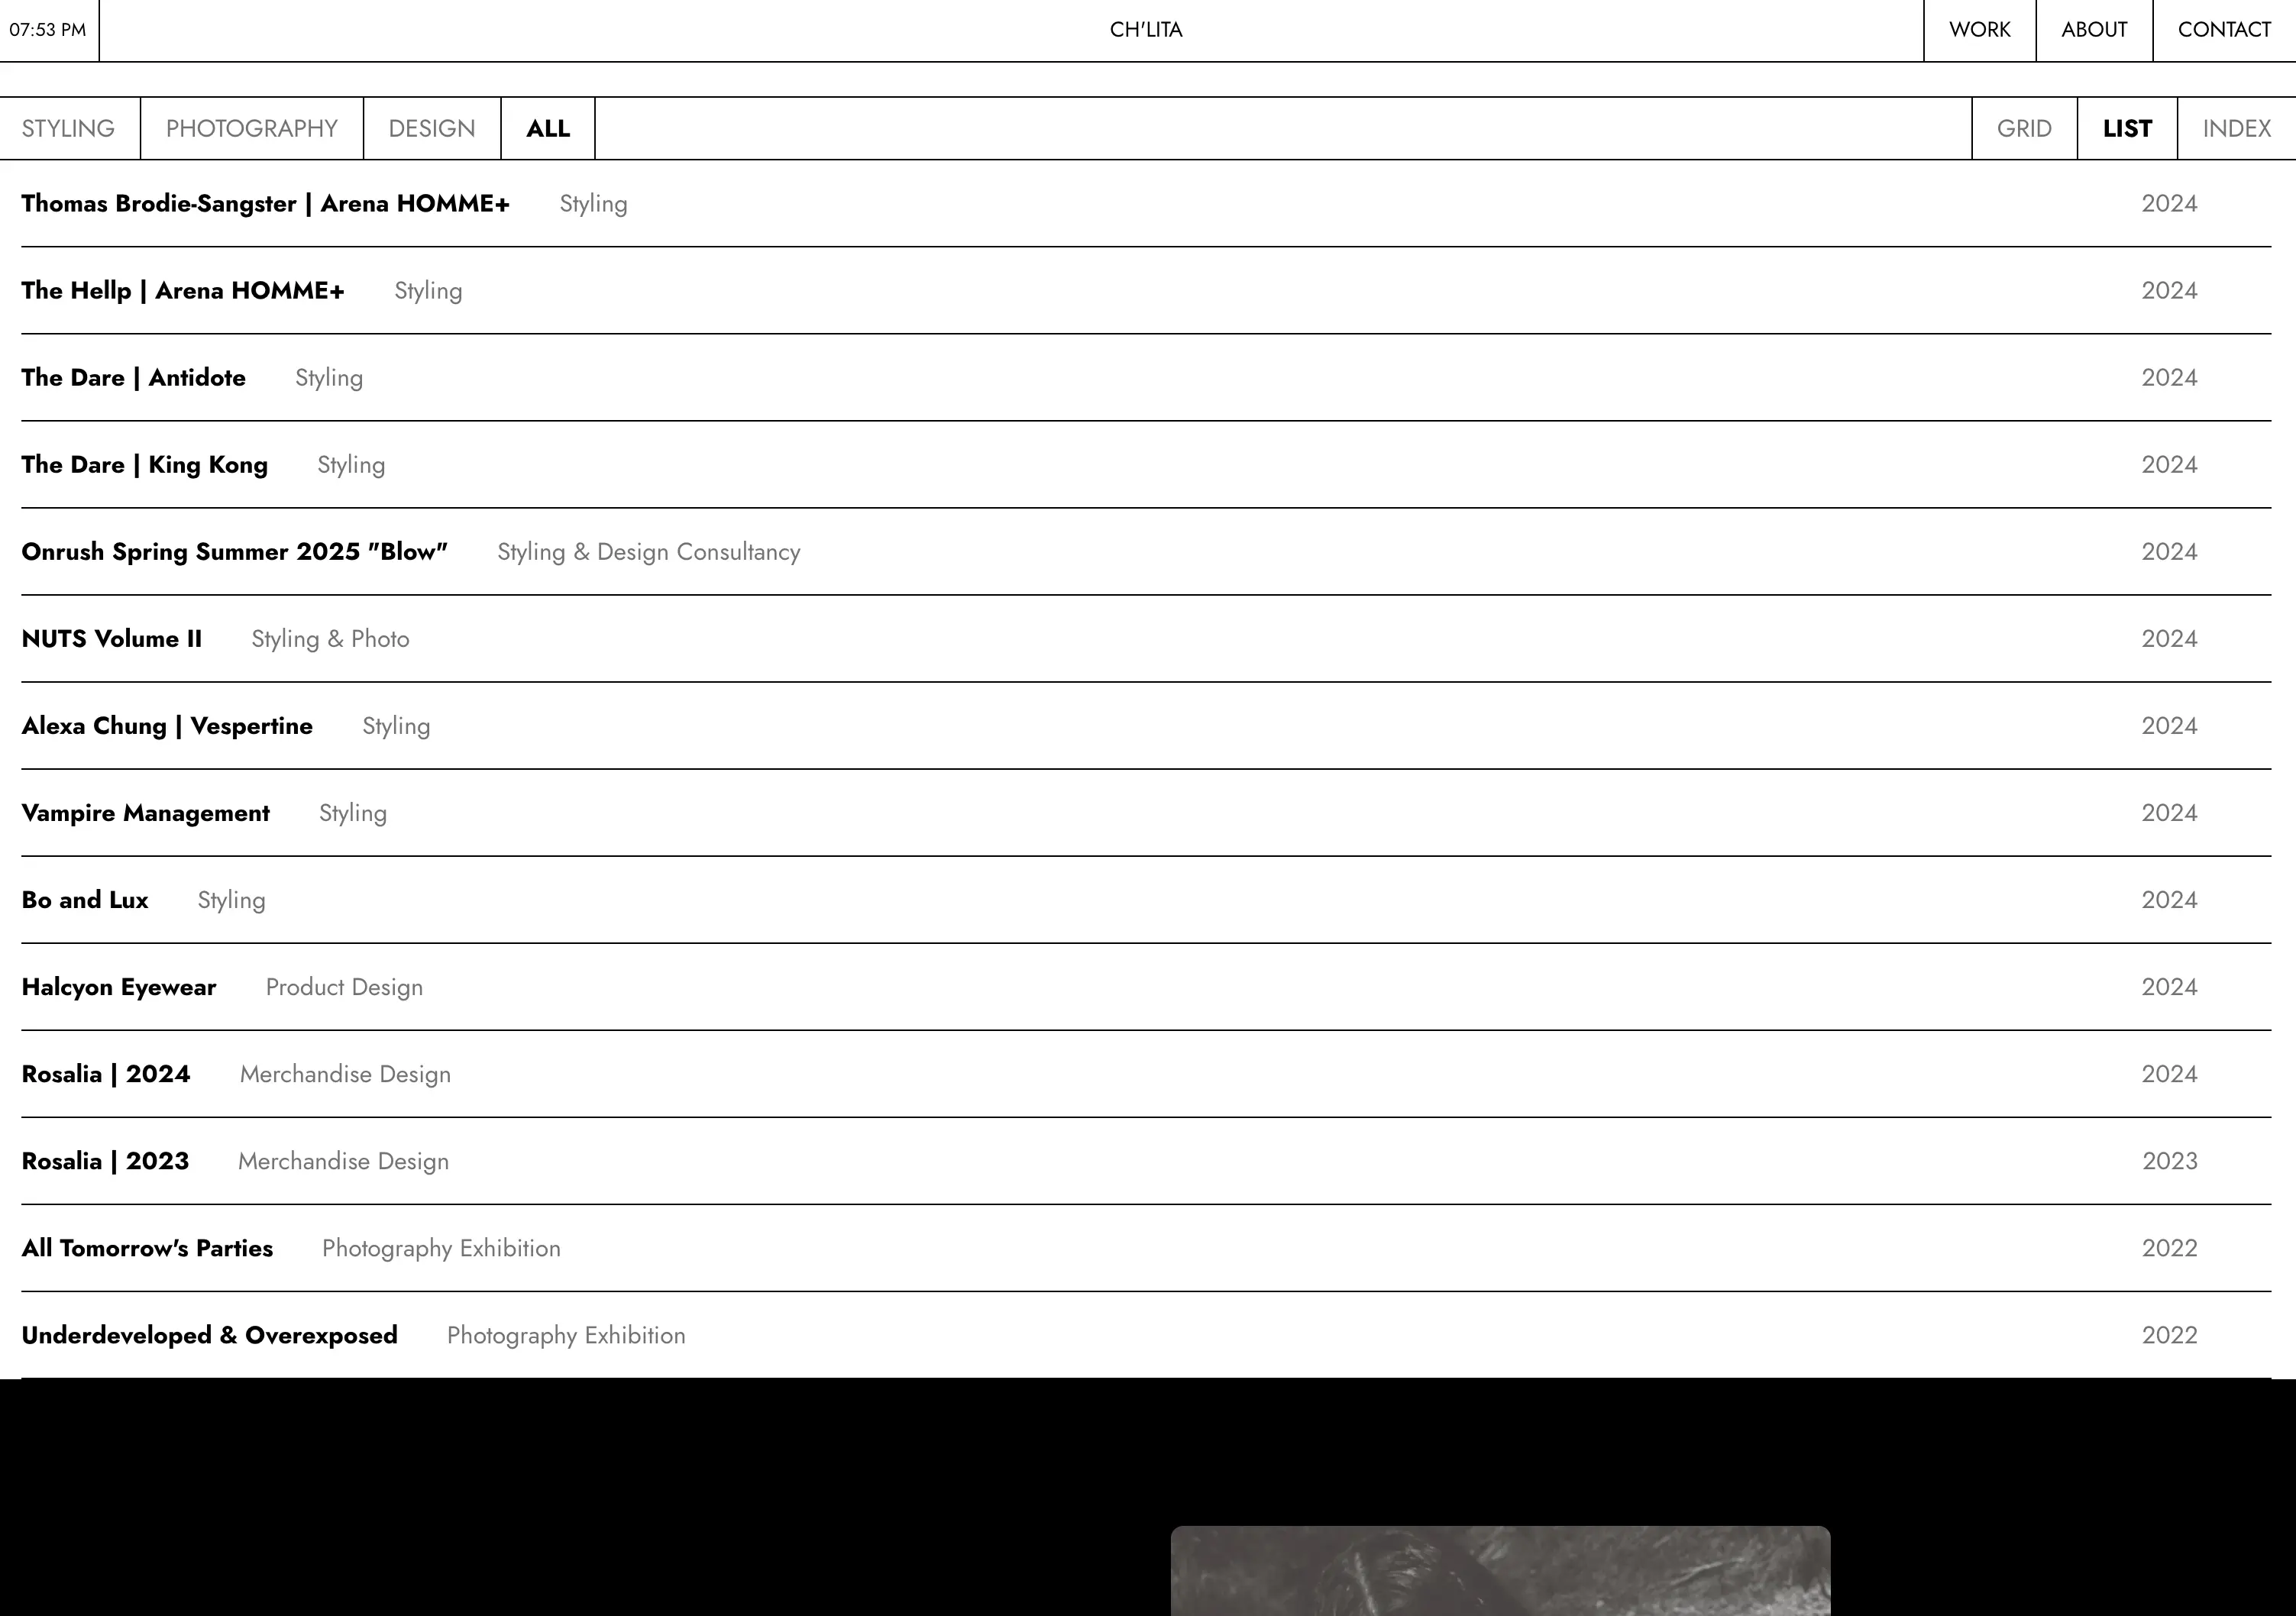 07:53 PM CH'LITA WORK ABOUT CONTACT
STYLING PHOTOGRAPHY DESIGN ALL GRID LIST INDEX
Thomas Brodie-Sangster | Arena HOMME+ Styling 2024
The Hellp | Arena HOMME+ Styling 2024
The Dare | Antidote Styling 2024
The Dare | King Kong Styling 2024
Onrush Spring Summer 2025 "Blow" Styling & Design Consultancy 2024
NUTS Volume II Styling & Photo 2024
Alexa Chung | Vespertine Styling 2024
Vampire Management Styling 2024
Bo and Lux Styling 2024
Halcyon Eyewear Product Design 2024
Rosalia | 2024 Merchandise Design 2024
Rosalia | 2023 Merchandise Design 2023
All Tomorrow's Parties Photography Exhibition 2022
Underdeveloped & Overexposed Photography Exhibition 2022